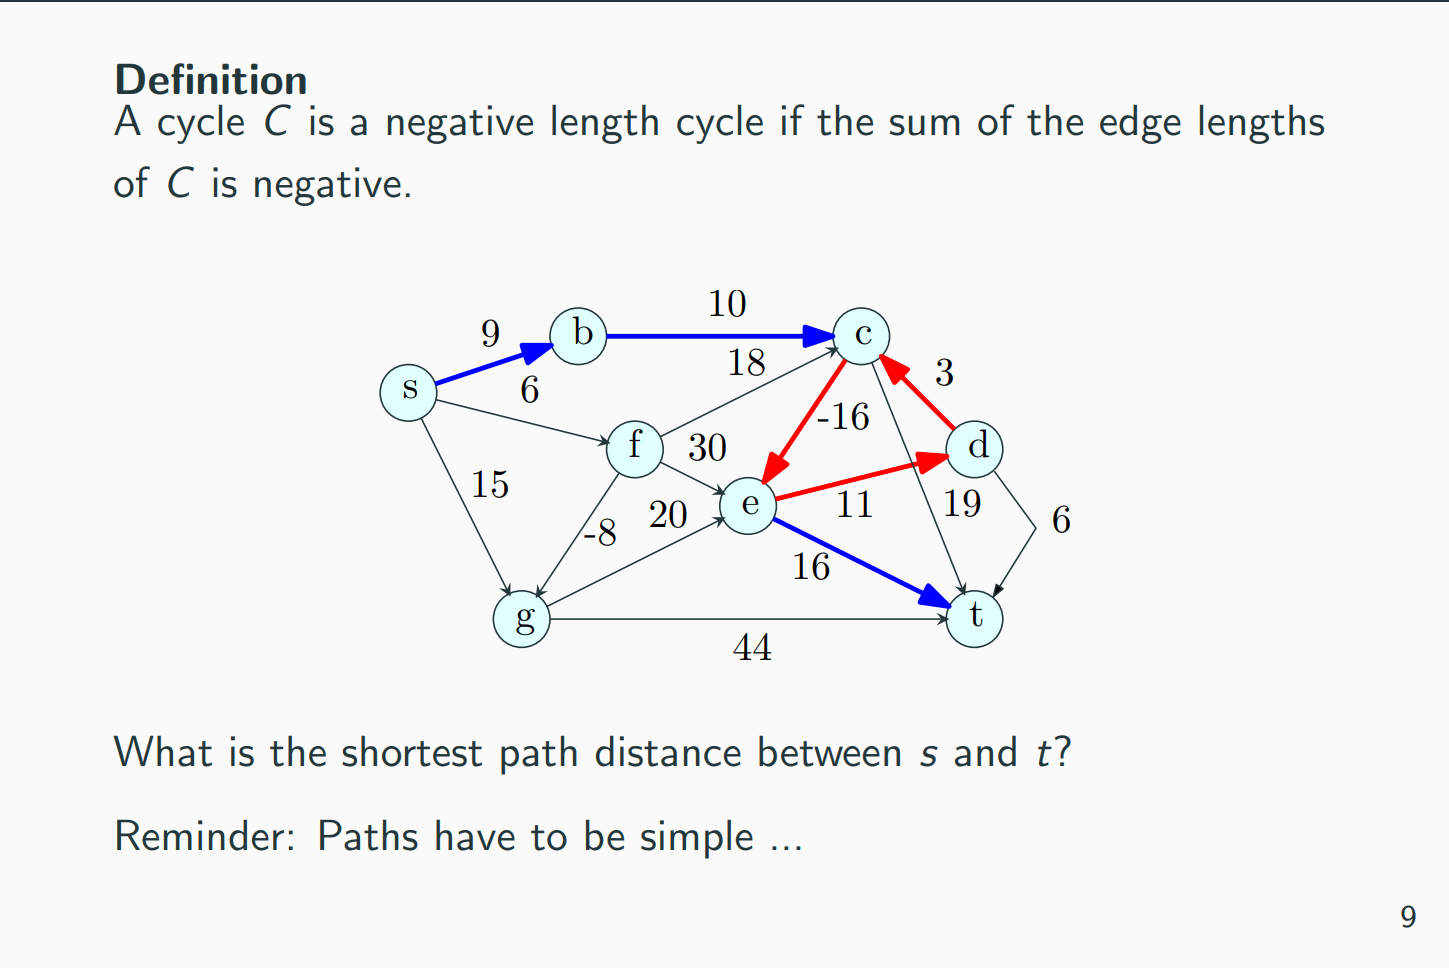 Definition
A cycle C is a negative length cycle if the sum of the edge lengths
of C is negative.
10
9
b
c
18
3
s
6
-16
f
30
d
15
e
11
19
6
20
-8
16
g
t
44
What is the shortest path distance between s and t?
Reminder: Paths have to be simple ...
9